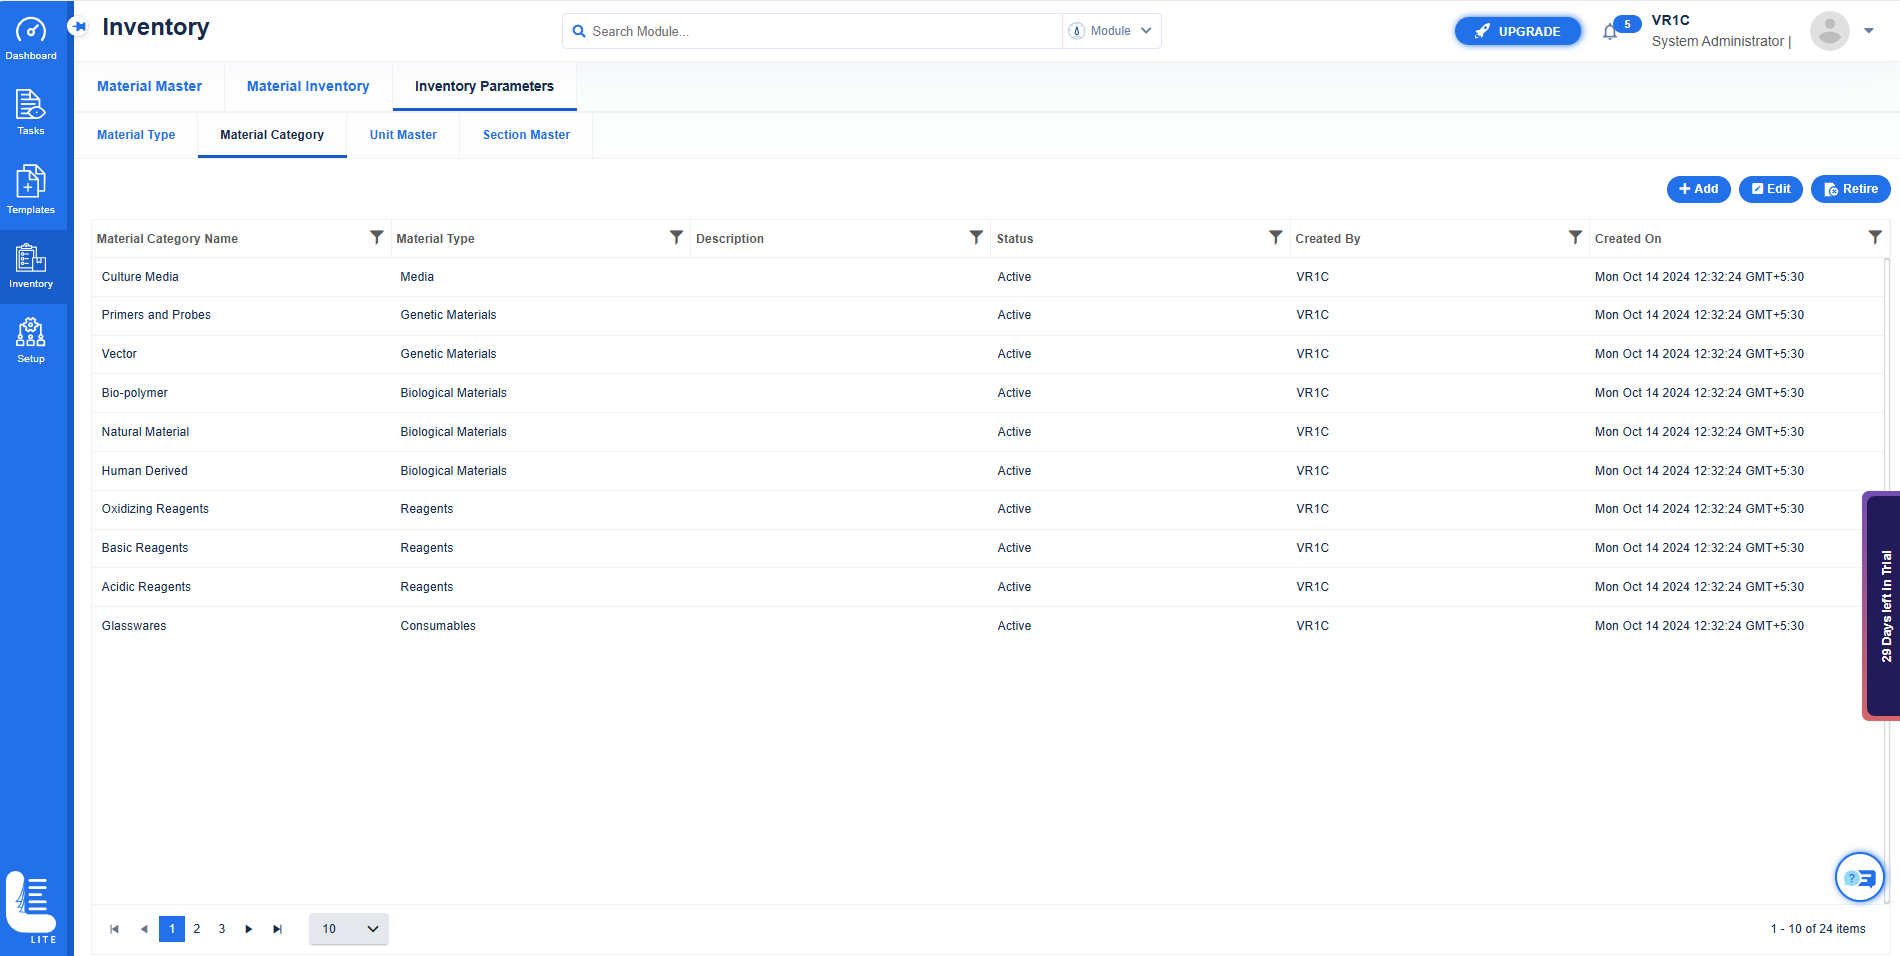 Inventory
Search Module...
Module
UPGRADE
5
VR1C
System Administrator |
Dashboard
Tasks
Templates
Inventory
Setup
LITE
Material Master
Material Inventory
Inventory Parameters
Material Type
Material Category
Unit Master
Section Master
Add
Edit
Retire
Material Category Name Material Type Description Status Created By Created On
Culture Media Media Active VR1C Mon Oct 14 2024 12:32:24 GMT+5:30
Primers and Probes Genetic Materials Active VR1C Mon Oct 14 2024 12:32:24 GMT+5:30
Vector Genetic Materials Active VR1C Mon Oct 14 2024 12:32:24 GMT+5:30
Bio-polymer Biological Materials Active VR1C Mon Oct 14 2024 12:32:24 GMT+5:30
Natural Material Biological Materials Active VR1C Mon Oct 14 2024 12:32:24 GMT+5:30
Human Derived Biological Materials Active VR1C Mon Oct 14 2024 12:32:24 GMT+5:30
Oxidizing Reagents Reagents Active VR1C Mon Oct 14 2024 12:32:24 GMT+5:30
Basic Reagents Reagents Active VR1C Mon Oct 14 2024 12:32:24 GMT+5:30
Acidic Reagents Reagents Active VR1C Mon Oct 14 2024 12:32:24 GMT+5:30
Glasswares Consumables Active VR1C Mon Oct 14 2024 12:32:24 GMT+5:30
29 Days left in Trial
1 2 3
10
1 - 10 of 24 items